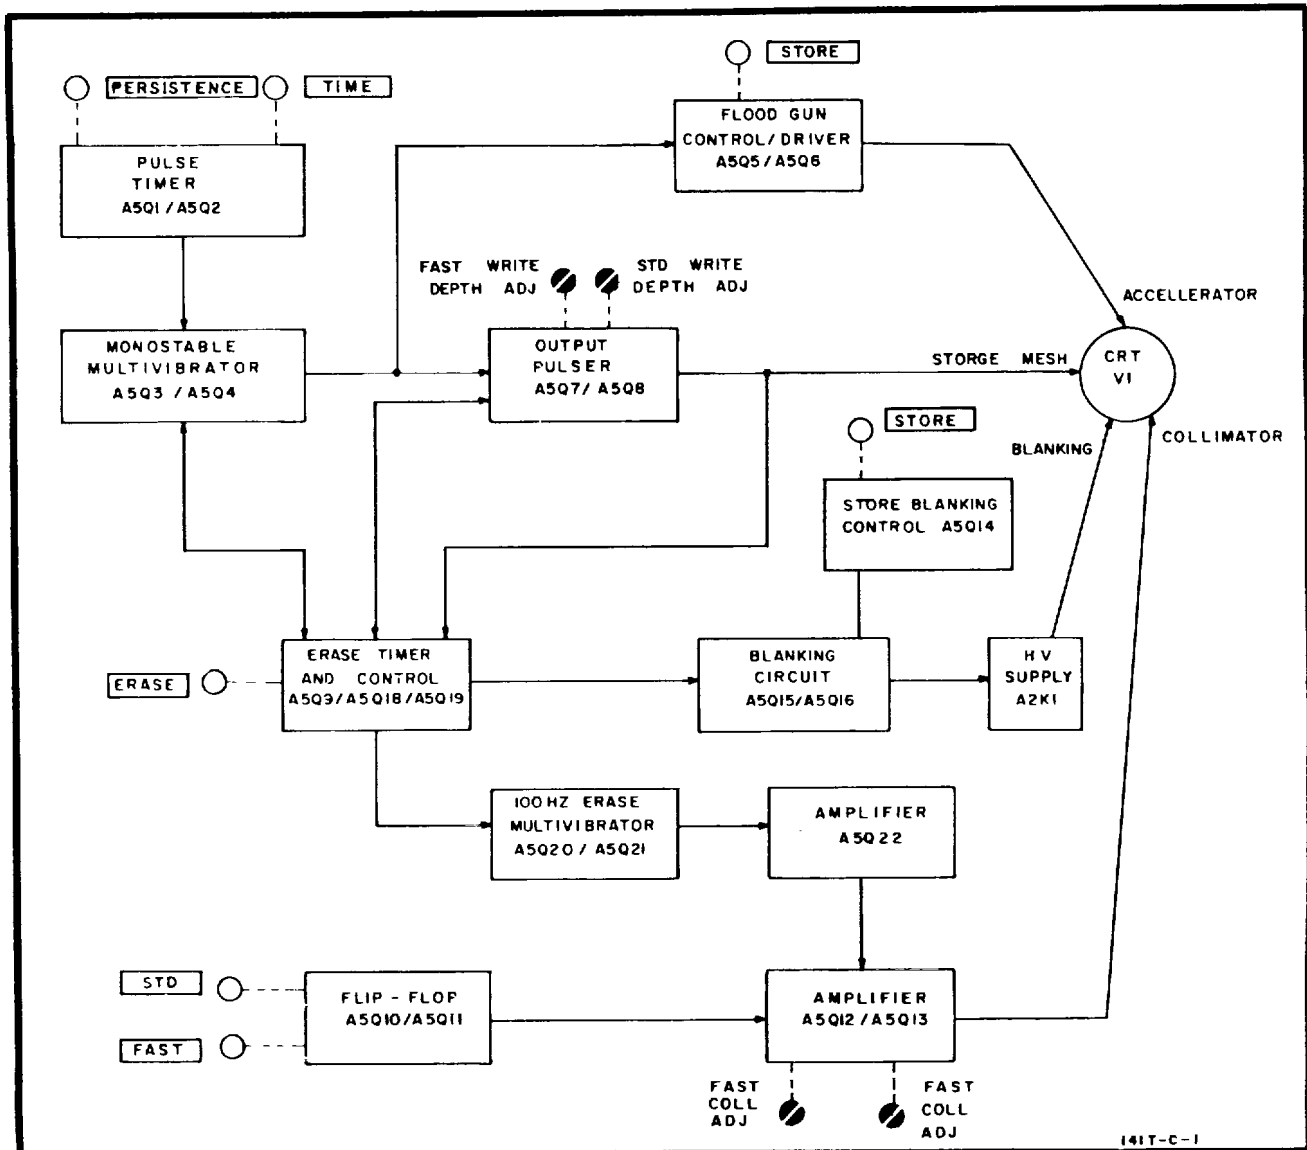 STORE
PERSISTENCE
TIME
FLOOD GUN
CONTROL/DRIVER
A5Q5/A5Q6
PULSE
TIMER
A5Q1/A5Q2
FAST WRITE
DEPTH ADJ
STD WRITE
DEPTH ADJ
ACCELLERATOR
MONOSTABLE
MULTIVIBRATOR
A5Q3/A5Q4
OUTPUT
PULSER
A5Q7/A5Q8
STORGE MESH
CRT
V1
STORE
BLANKING
COLLIMATOR
STORE BLANKING
CONTROL A5Q14
ERASE
ERASE TIMER
AND CONTROL
A5Q9/A5Q18/A5Q19
BLANKING
CIRCUIT
A5Q15/A5Q16
HV
SUPPLY
A2K1
100HZ ERASE
MULTIVIBRATOR
A5Q20/A5Q21
AMPLIFIER
A5Q22
STD
FAST
FLIP-FLOP
A5Q10/A5Q11
AMPLIFIER
A5Q12/A5Q13
FAST
COLL
ADJ
FAST
COLL
ADJ
141T-C-1